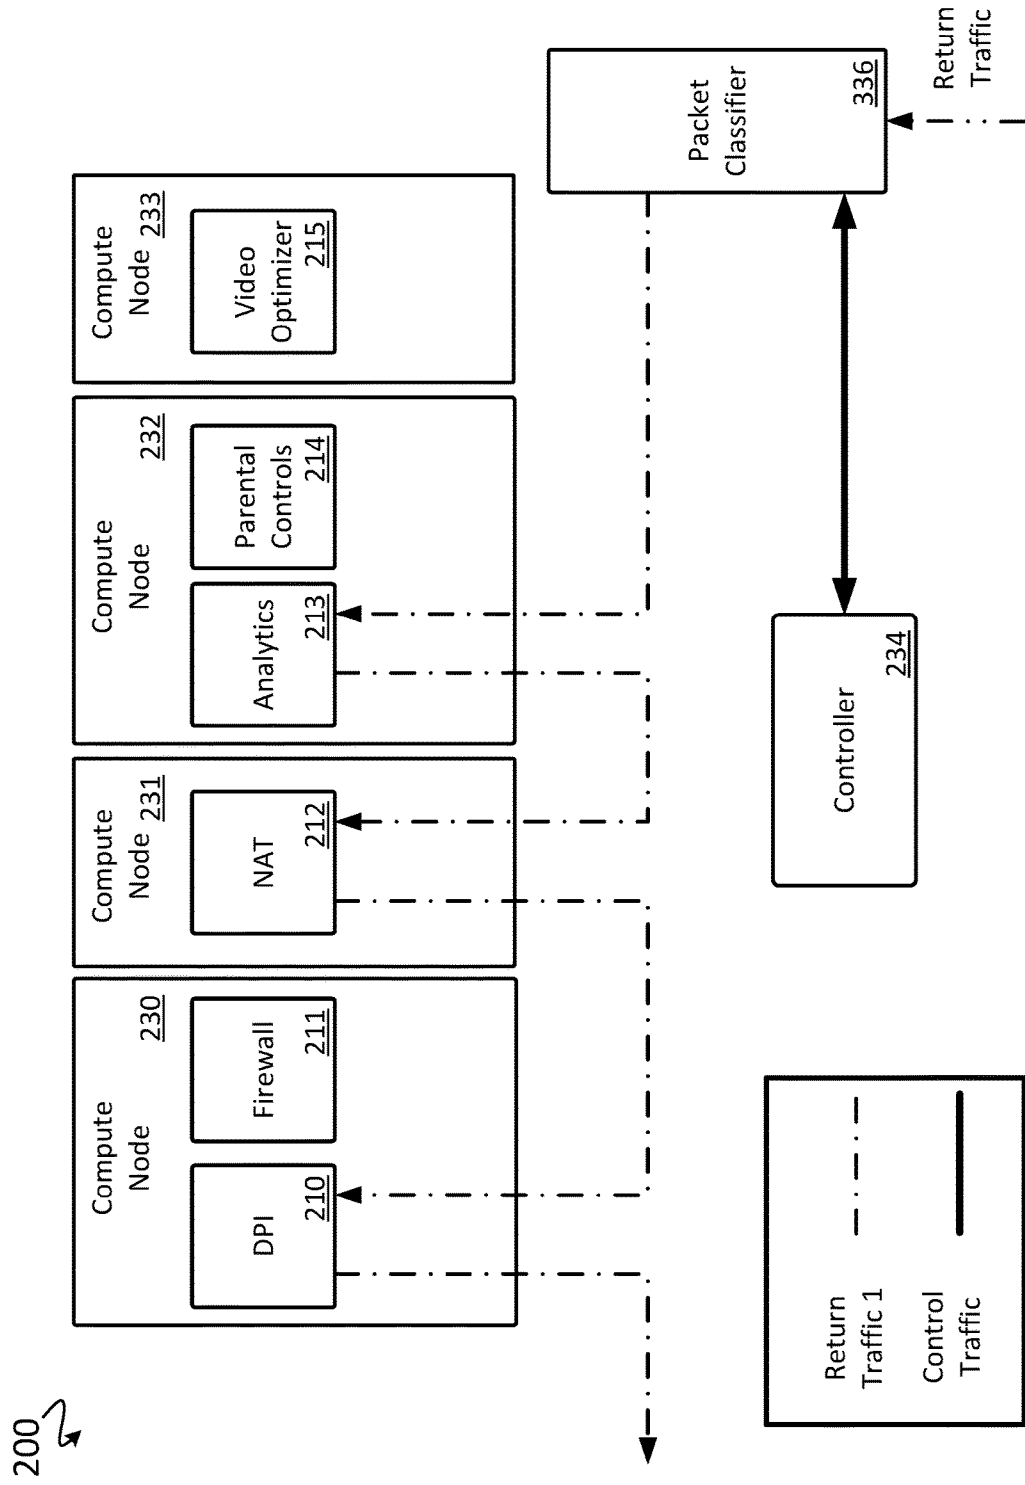 200
Compute
Node
230
DPI
210
Firewall
211
Compute
Node 231
NAT
212
Compute
Node
232
Analytics
213
Parental
Controls
214
Compute
Node 233
Video
Optimizer
215
Packet
Classifier
336
Return
Traffic
Controller
234
Return
Traffic 1
Control
Traffic